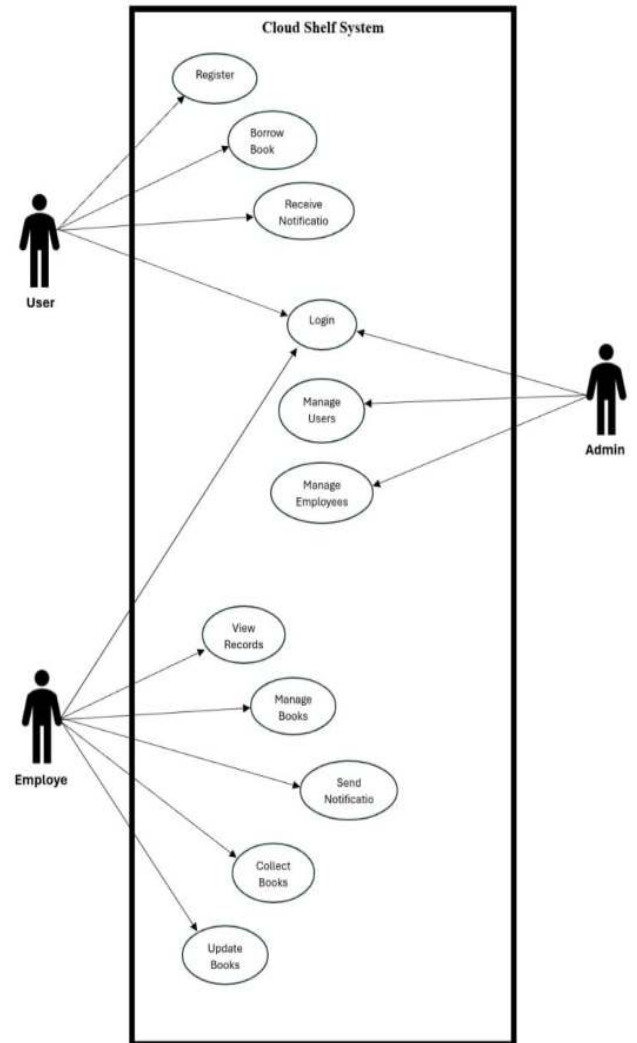 Cloud Shelf System
Register
Borrow
Book
Receive
Notificatio
User
Login
Manage
Users
Admin
Manage
Employees
View
Records
Manage
Books
Employe
Send
Notificatio
Collect
Books
Update
Books